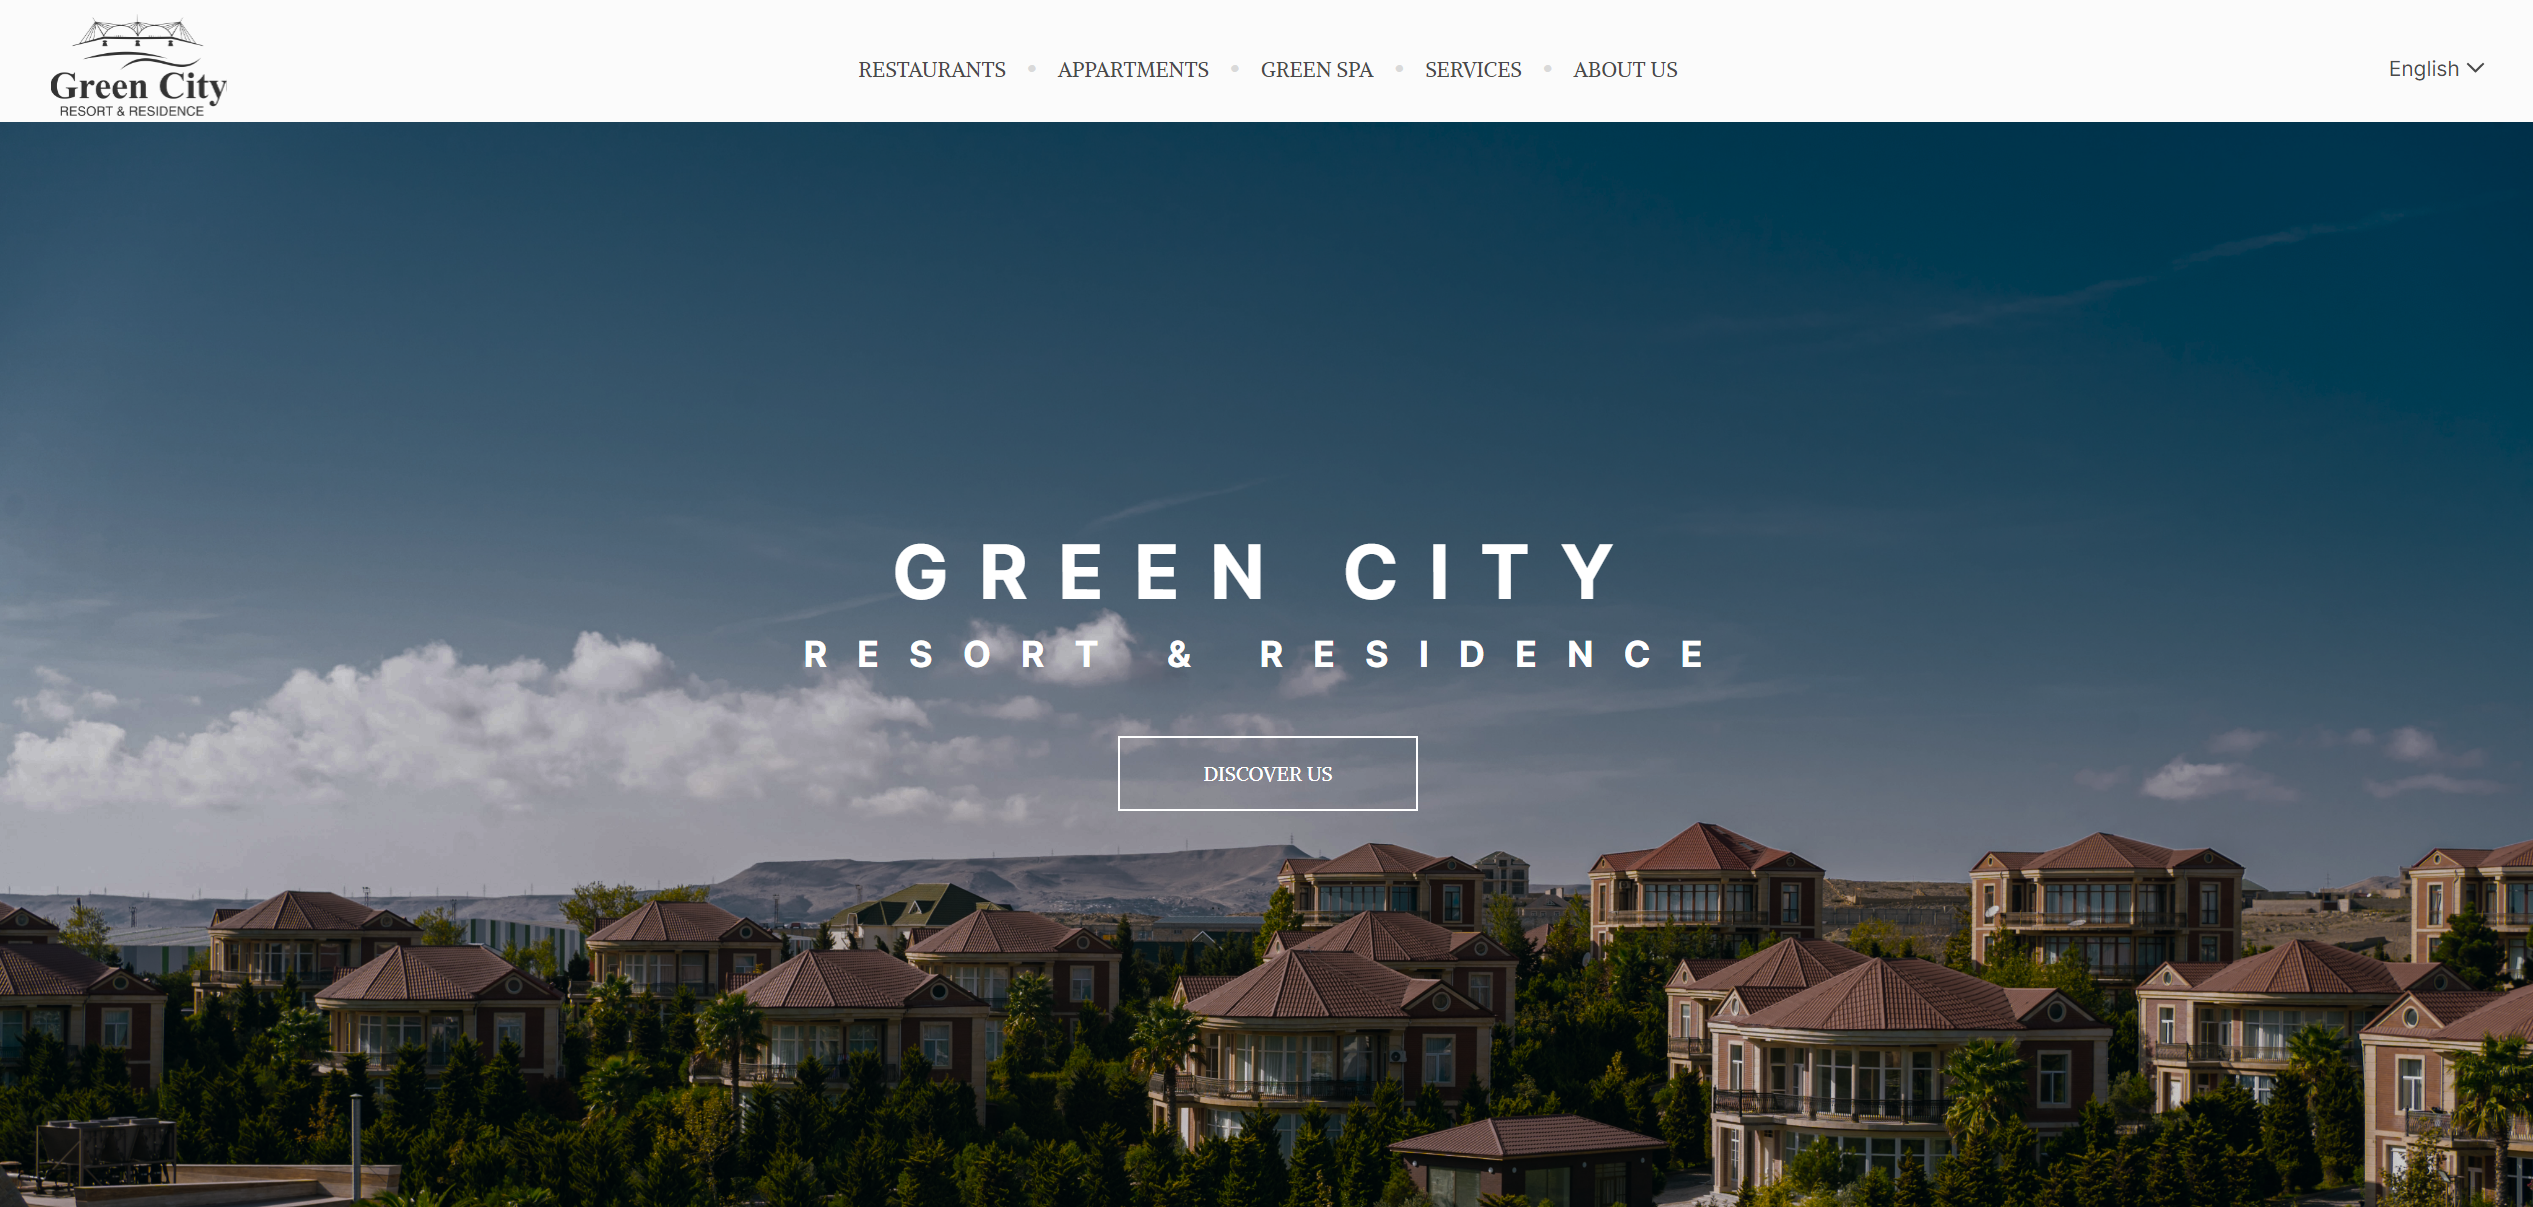 Green City
RESORT & RESIDENCE
RESTAURANTS • APPARTMENTS • GREEN SPA • SERVICES • ABOUT US
English
GREEN CITY
RESORT & RESIDENCE
DISCOVER US